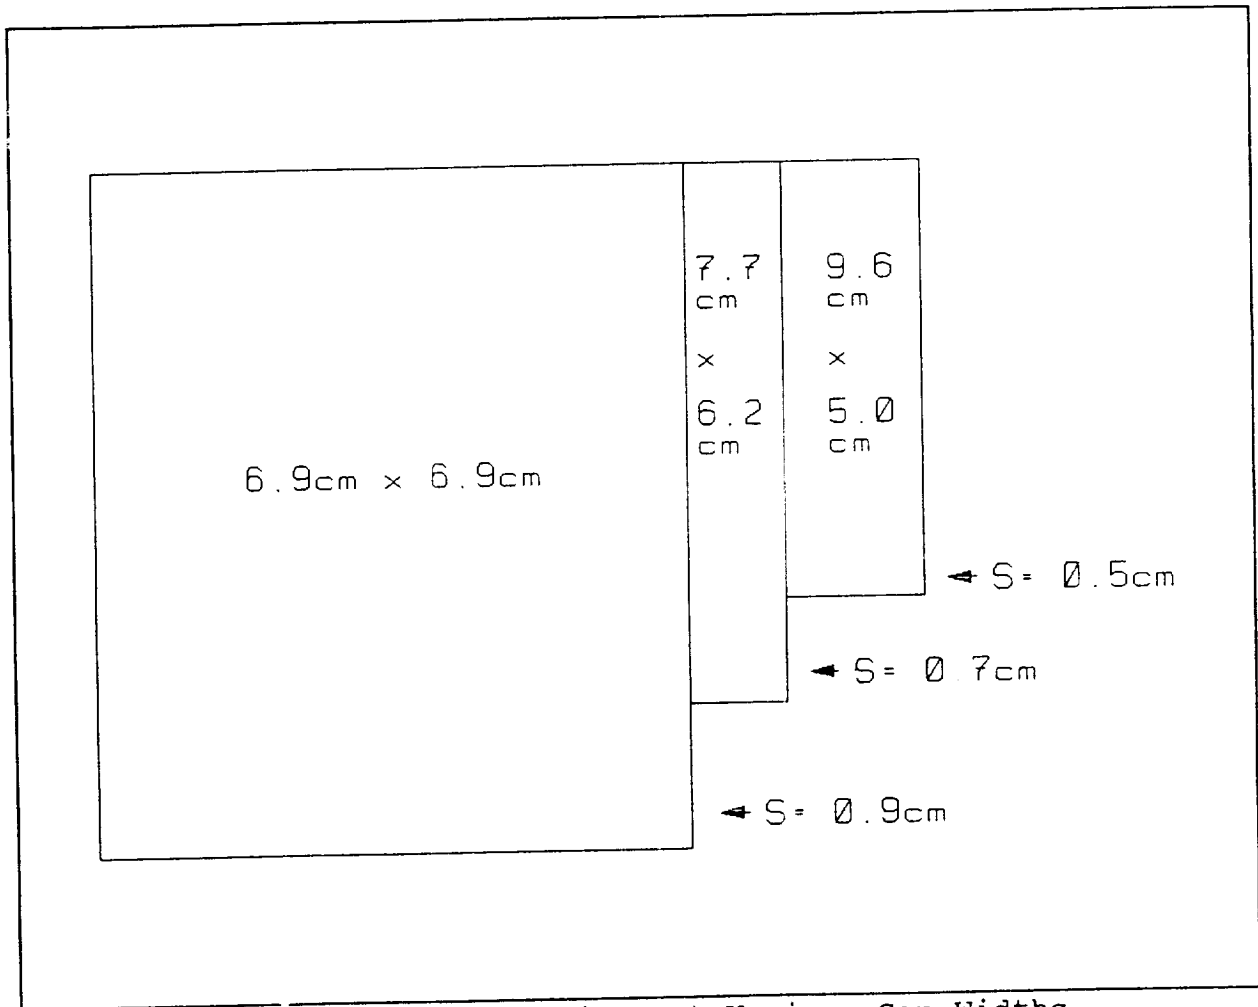 7.7
cm
x
6.2
cm
9.6
cm
x
5.0
cm
6.9cm x 6.9cm
S= 0.5cm
S= 0.7cm
S= 0.9cm
Widths